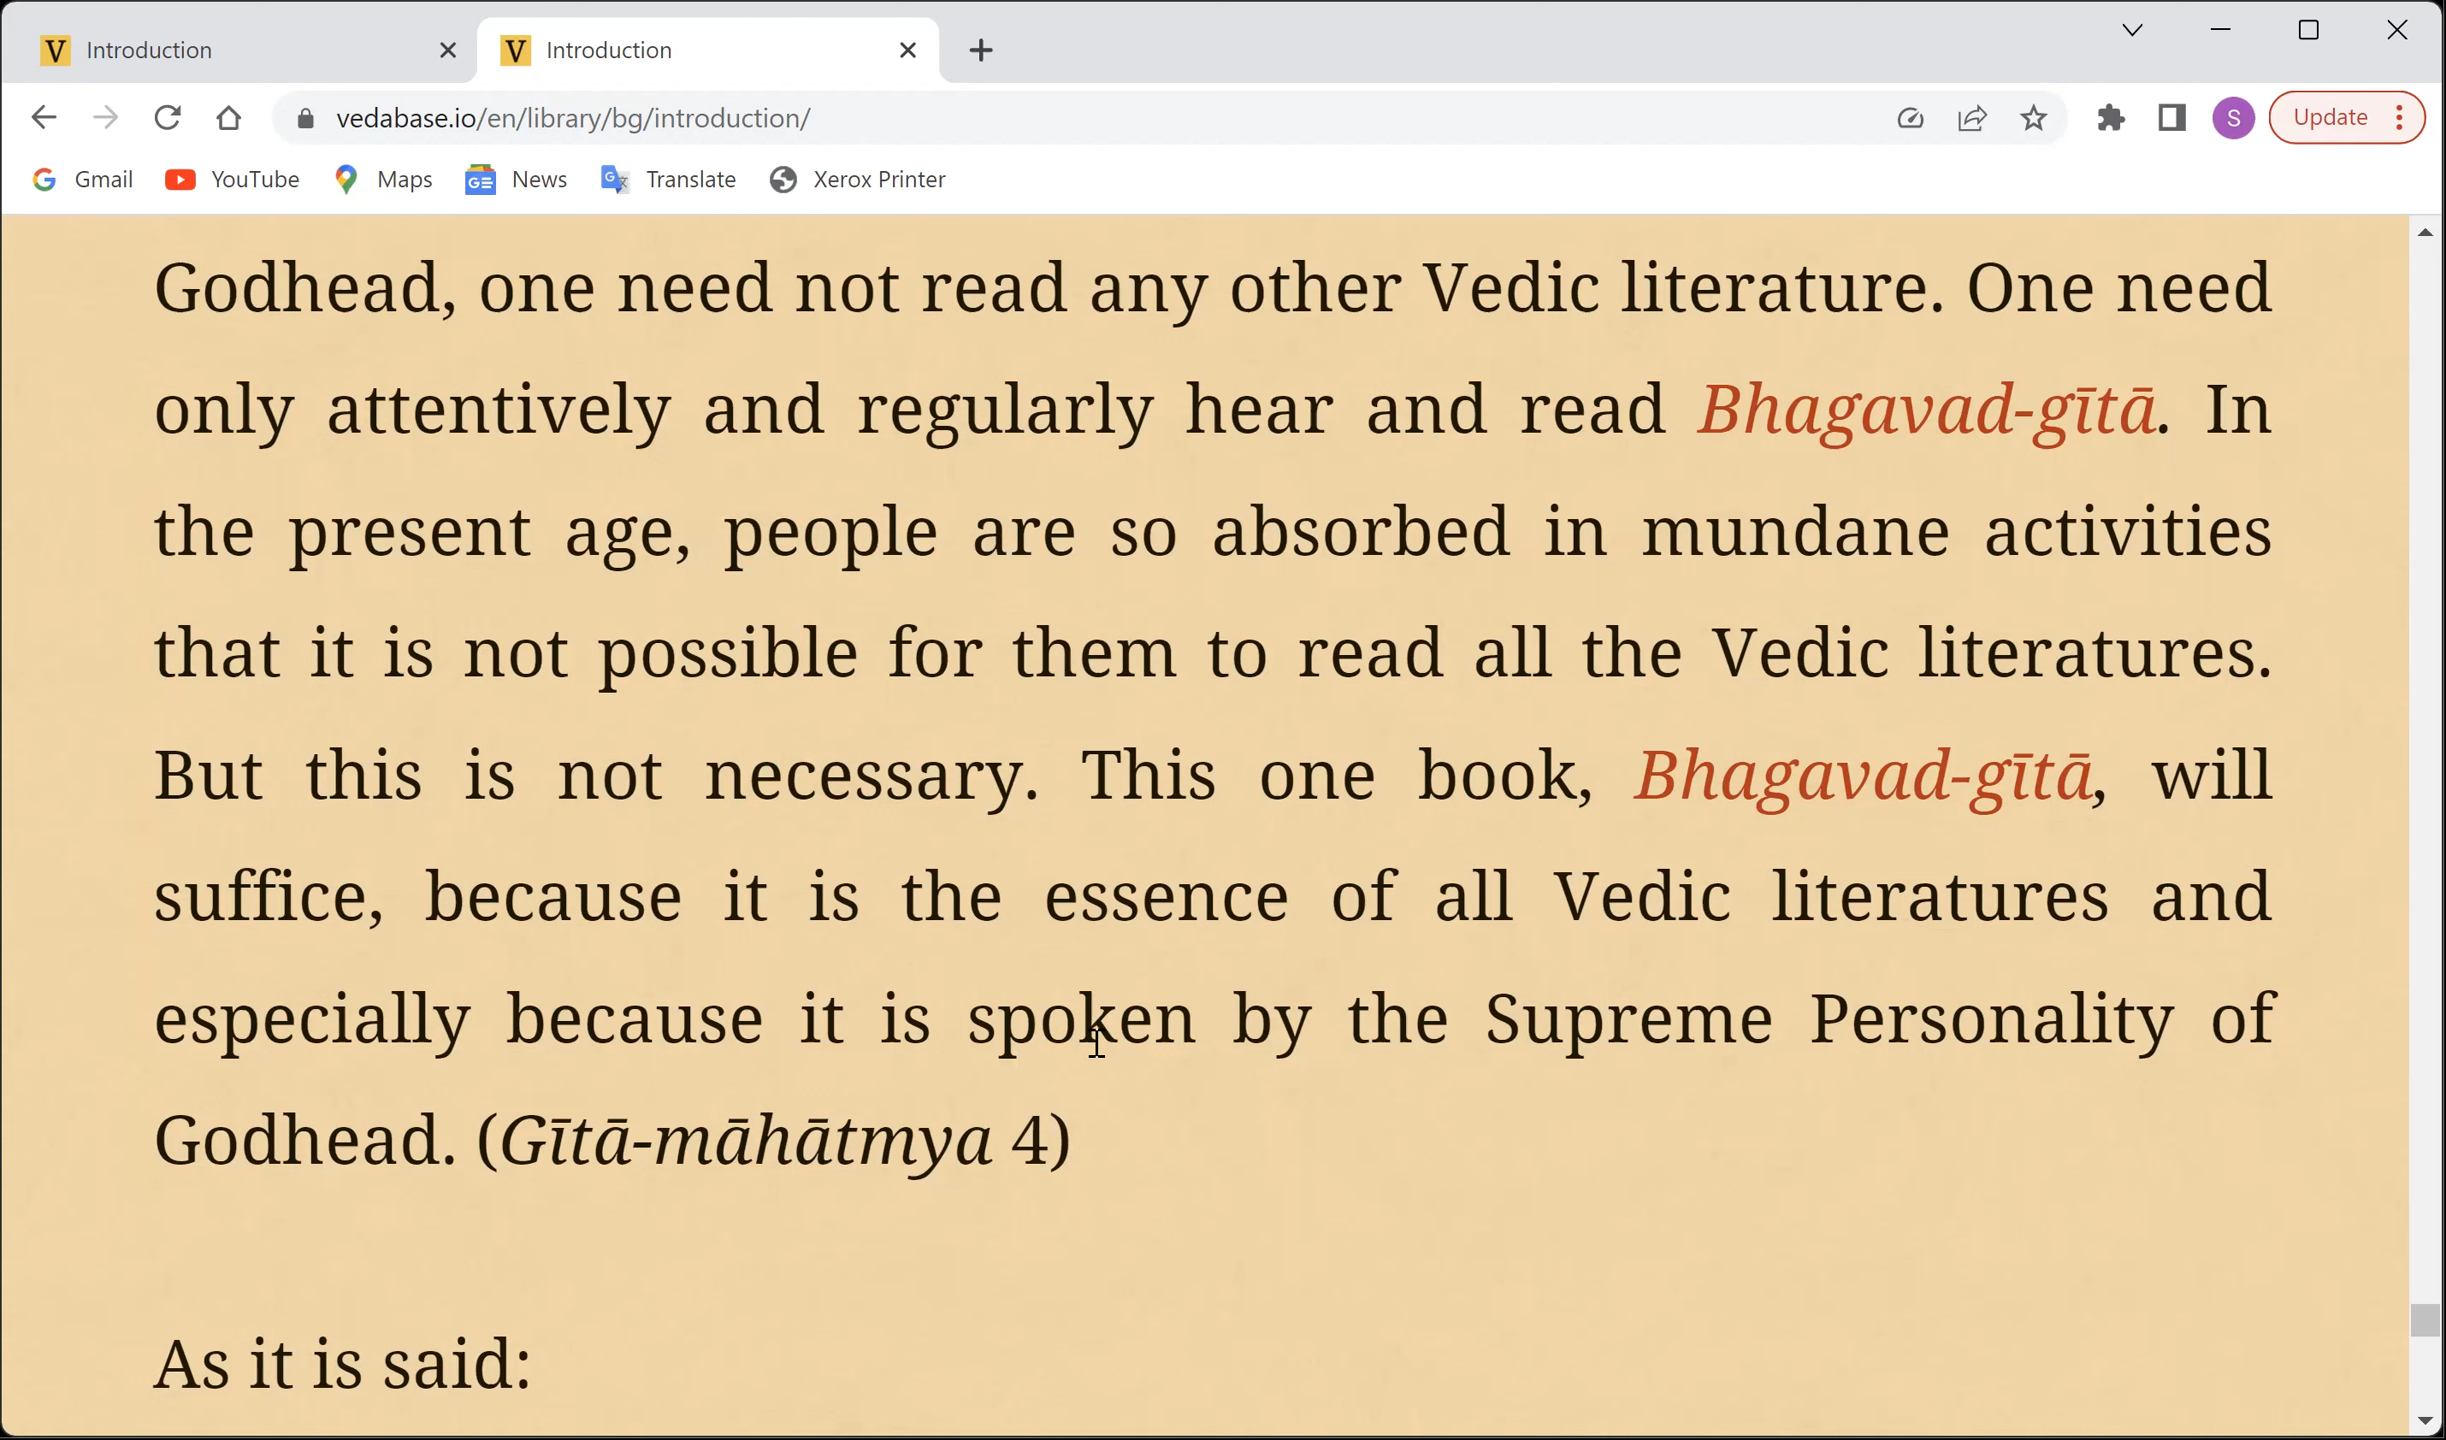 Introduction
Introduction
vedabase.io/en/library/bg/introduction/
S
Update
Gmail
YouTube
Maps
News
Translate
Xerox Printer
Godhead, one need not read any other Vedic literature. One need
only attentively and regularly hear and read Bhagavad-gītā. In
the present age, people are so absorbed in mundane activities
that it is not possible for them to read all the Vedic literatures.
But this is not necessary. This one book, Bhagavad-gītā, will
suffice, because it is the essence of all Vedic literatures and
especially because it is spoken by the Supreme Personality of
Godhead. (Gītā-māhātmya 4)
As it is said: